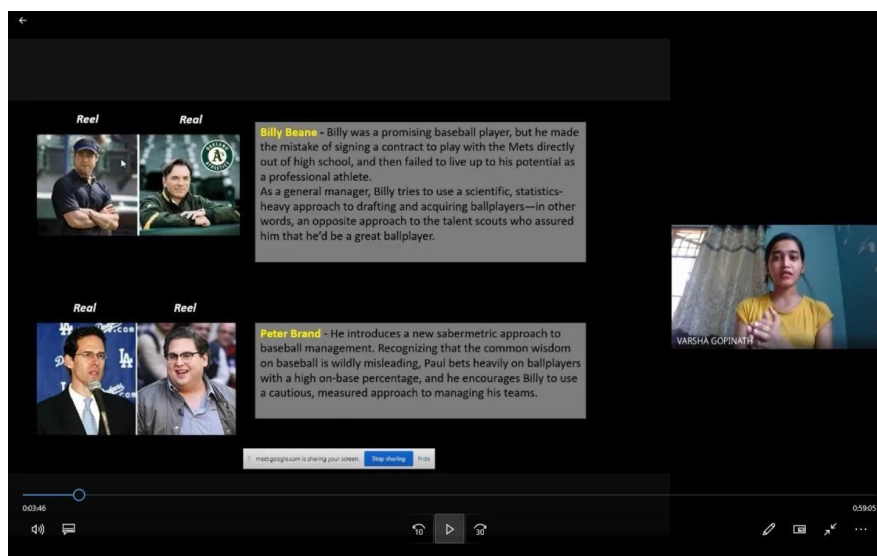 Reel
Real
Billy Beane - Billy was a promising baseball player, but he made
the mistake of signing a contract to play with the Mets directly
out of high school, and then failed to live up to his potential as
a professional athlete.
As a general manager, Billy tries to use a scientific, statistics-
heavy approach to drafting and acquiring ballplayers—in other
words, an opposite approach to the talent scouts who assured
him that he'd be a great ballplayer.
VARSHA GOPINATH
Real
Reel
Peter Brand - He introduces a new sabermetric approach to
baseball management. Recognizing that the common wisdom
on baseball is wildly misleading, Paul bets heavily on ballplayers
with a high on-base percentage, and he encourages Billy to use
a cautious, measured approach to managing his teams.
meet.google.com is sharing your screen. Stop sharing Hide
0:03:46
0:59:05
10
30